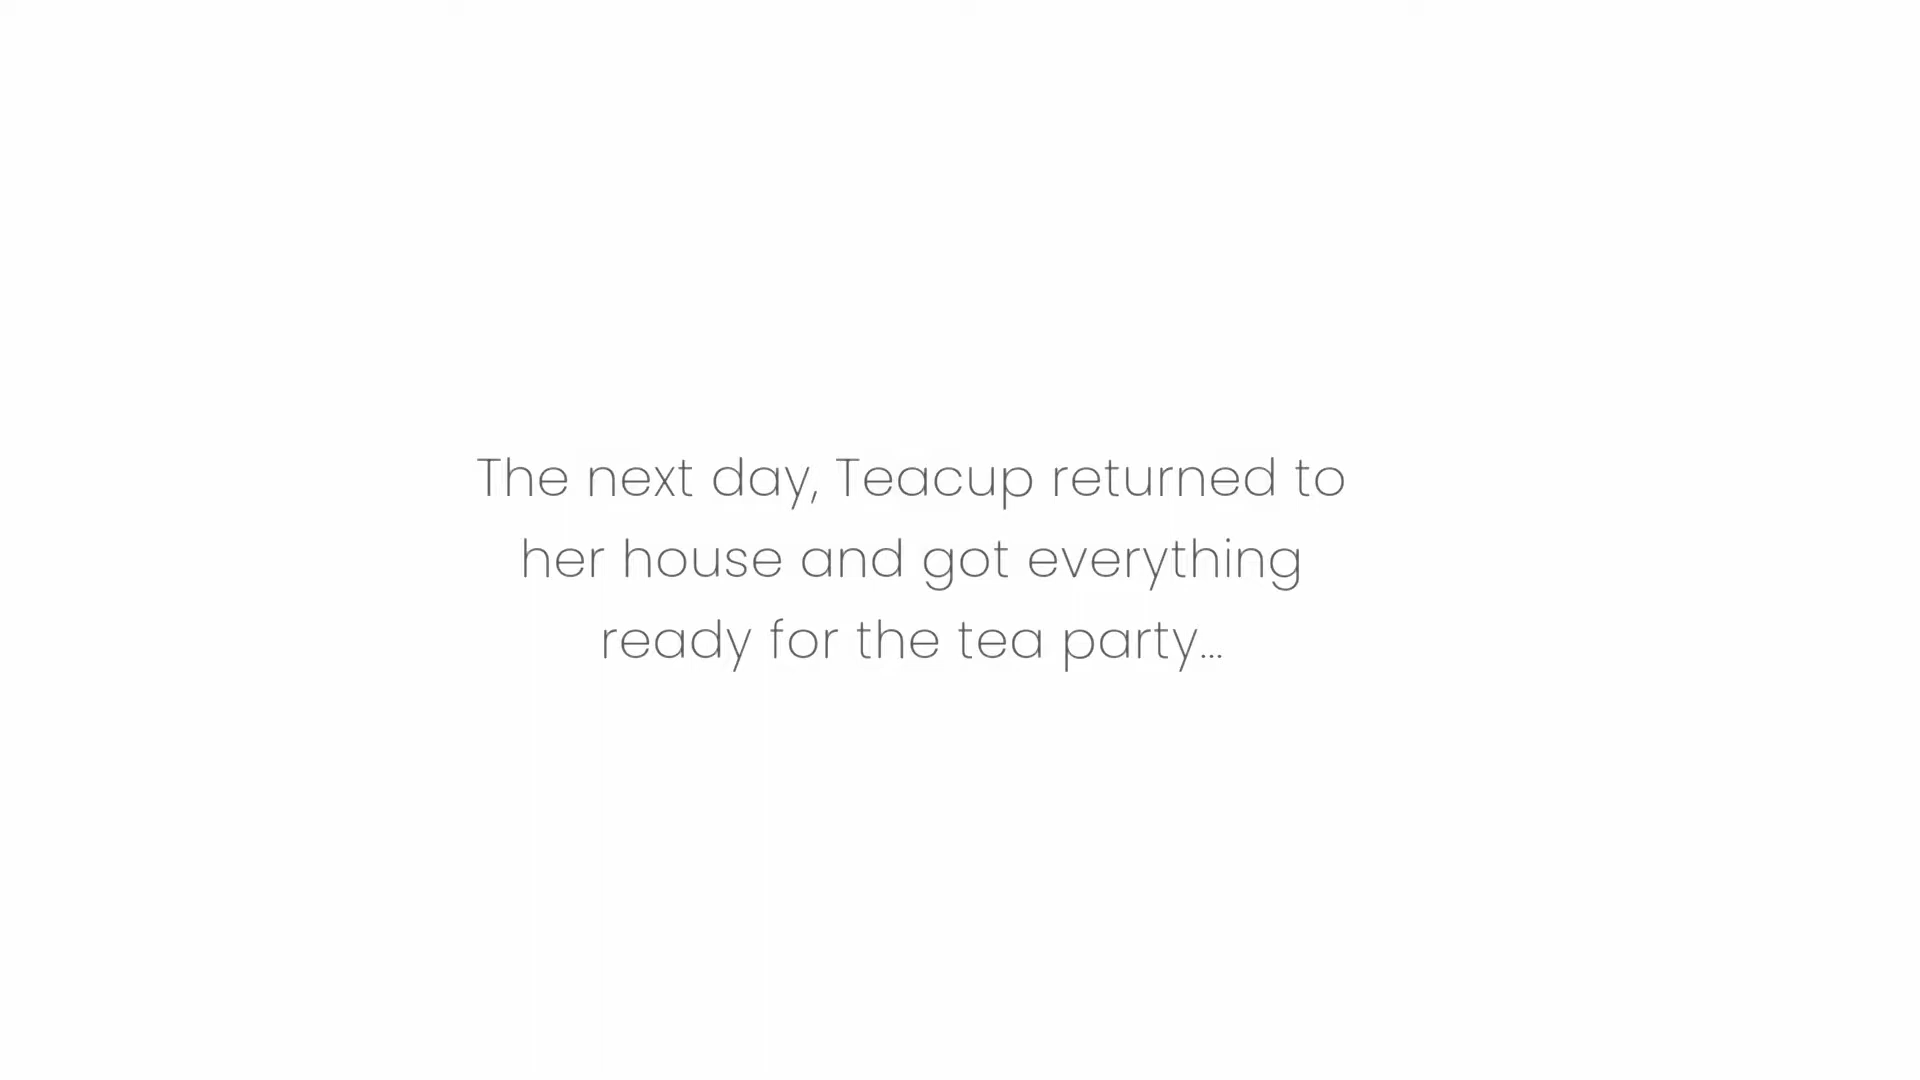 The next day, Teacup returned to
her house and got everything
ready for the tea party...